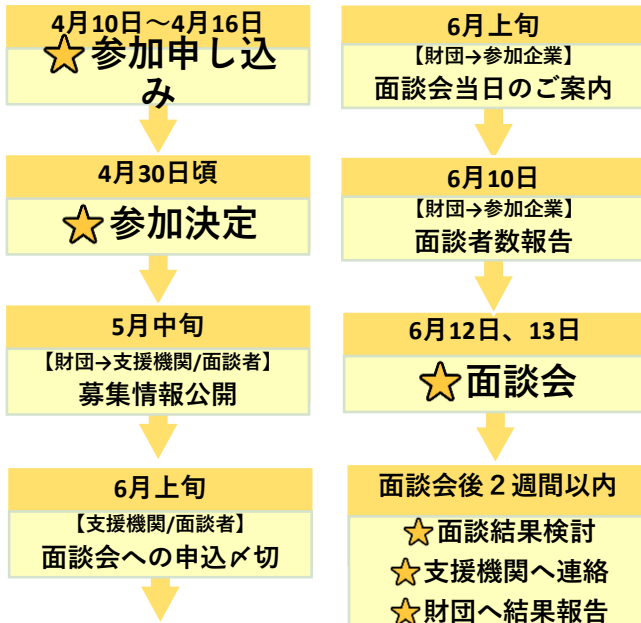 4月10日～4月16日
参加申し込
み
4月30日頃
参加決定
5月中旬
【財団→支援機関/面談者】
募集情報公開
6月上旬
【支援機関/面談者】
面談会への申込〆切
6月上旬
【財団→参加企業】
面談会当日のご案内
6月10日
【財団→参加企業】
面談者数報告
6月12日、13日
面談会
面談会後２週間以内
面談結果検討
支援機関へ連絡
財団へ結果報告